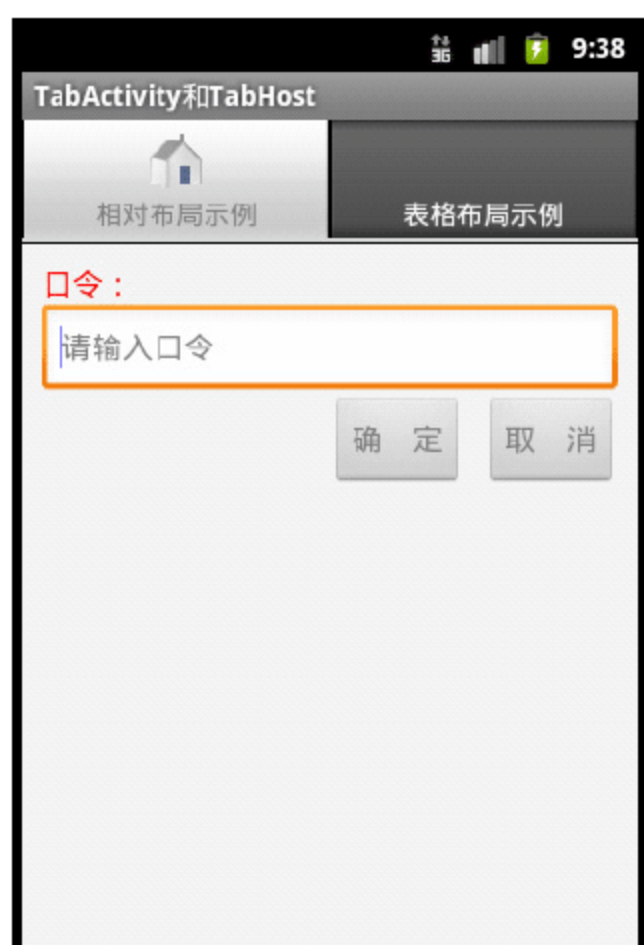 3G 9:38
TabActivity和TabHost
相对布局示例 表格布局示例
口令：
请输入口令
确 定 取 消